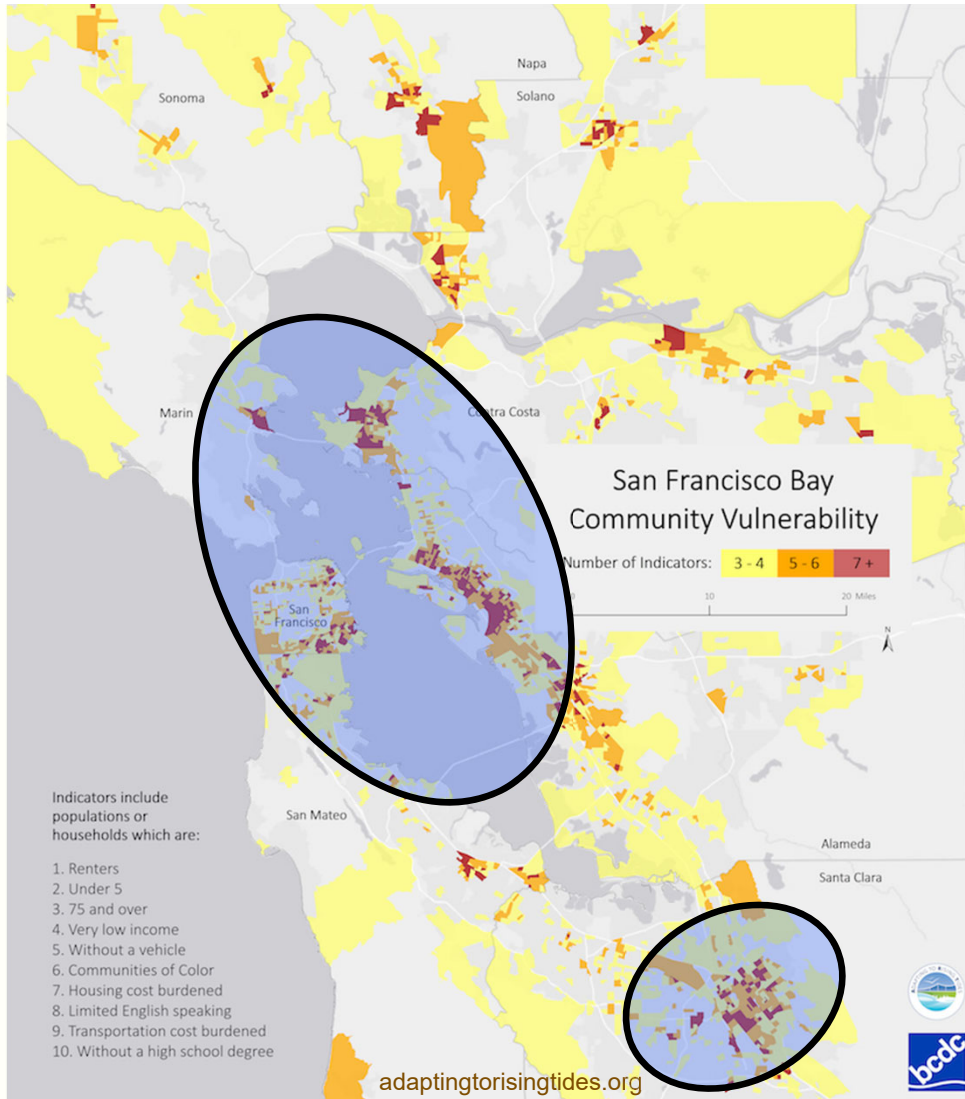 Napa
Sonoma
Solano
Marin
Contra Costa
San Francisco Bay
Community Vulnerability
Number of Indicators: 3 - 4 5 - 6 7 +
10 20 Miles
N
San
Francisco
Indicators include
populations or
households which are:
1. Renters
2. Under 5
3. 75 and over
4. Very low income
5. Without a vehicle
6. Communities of Color
7. Housing cost burdened
8. Limited English speaking
9. Transportation cost burdened
10. Without a high school degree
San Mateo
Alameda
Santa Clara
bcdc
adaptingtorisingtides.org